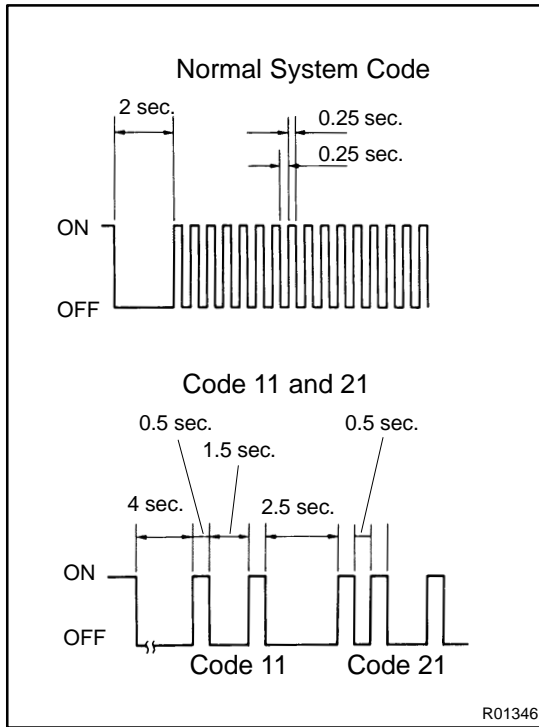 Normal System Code
2 sec.
0.25 sec.
0.25 sec.
ON
OFF
Code 11 and 21
0.5 sec.
0.5 sec.
1.5 sec.
4 sec.
2.5 sec.
ON
OFF
Code 11
Code 21
R01346